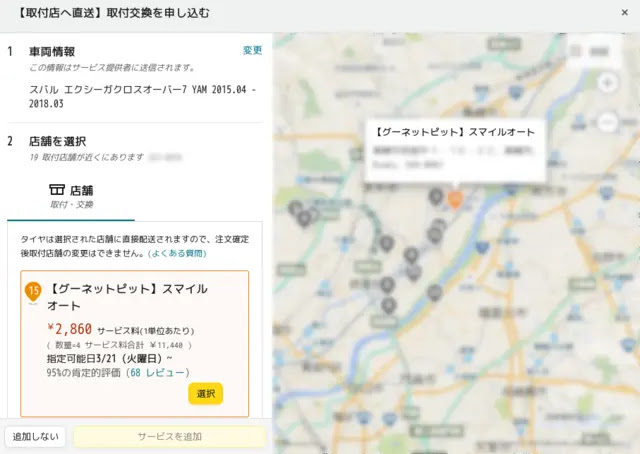 【取付店へ直送】取付交換を申し込む
×
1 車両情報 変更
この情報はサービス提供者に送信されます。
スバル エクシーガクロスオーバー7 YAM 2015.04 -
2018.03
2 店舗を選択
19 取付店舗が近くにあります
店舗
取付・交換
タイヤは選択された店舗に直接配送されますので、注文確定
後取付店舗の変更はできません。(よくある質問)
15 【グーネットピット】スマイル
オート
¥2,860 サービス料(1単位あたり)
( 数量=4 サービス料合計 ¥11,440 )
指定可能日3/21（火曜日）~
95%の肯定的評価（68 レビュー）
選択
追加しない サービスを追加
【グーネットピット】スマイルオート